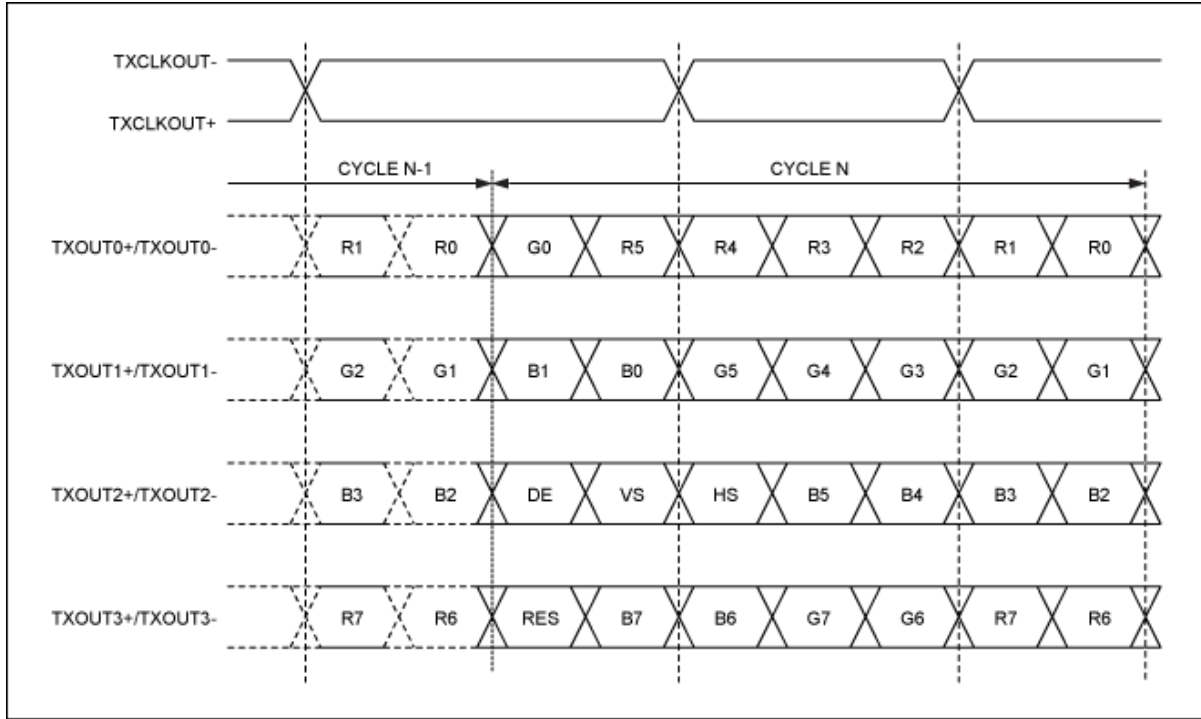 TXCLKOUT-
TXCLKOUT+
CYCLE N-1 CYCLE N
TXOUT0+/TXOUT0- R1 R0 G0 R5 R4 R3 R2 R1 R0
TXOUT1+/TXOUT1- G2 G1 B1 B0 G5 G4 G3 G2 G1
TXOUT2+/TXOUT2- B3 B2 DE VS HS B5 B4 B3 B2
TXOUT3+/TXOUT3- R7 R6 RES B7 B6 G7 G6 R7 R6